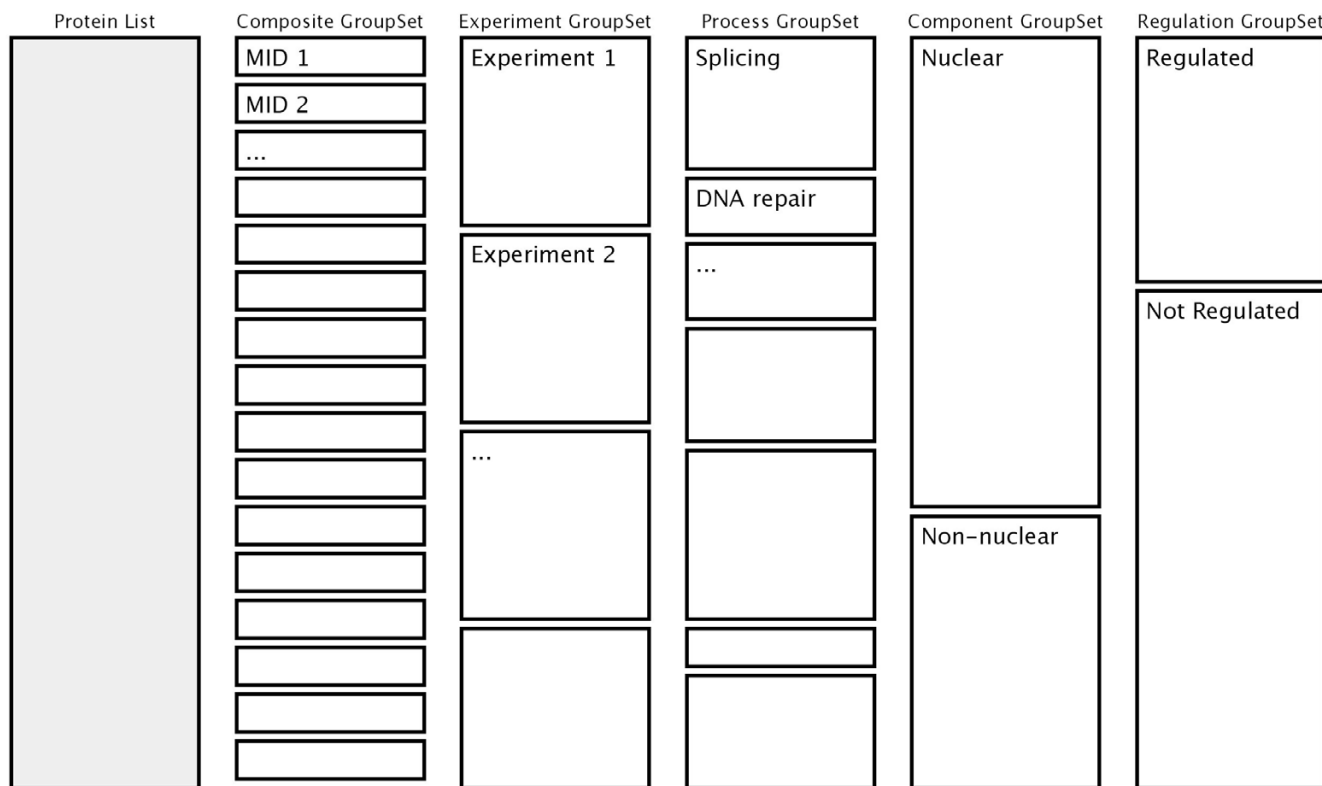 Protein List
Composite GroupSet
Experiment GroupSet
Process GroupSet
Component GroupSet
Regulation GroupSet
MID 1
MID 2
...
Experiment 1
Experiment 2
...
Splicing
DNA repair
...
Nuclear
Non-nuclear
Regulated
Not Regulated